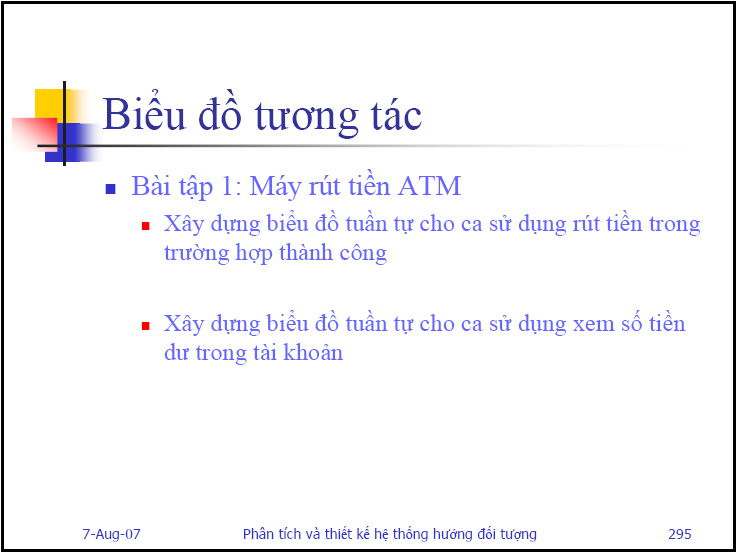 Biểu đồ tương tác
Bài tập 1: Máy rút tiền ATM
Xây dựng biểu đồ tuần tự cho ca sử dụng rút tiền trong
trường hợp thành công
Xây dựng biểu đồ tuần tự cho ca sử dụng xem số tiền
dư trong tài khoản
7-Aug-07 Phân tích và thiết kế hệ thống hướng đối tượng 295